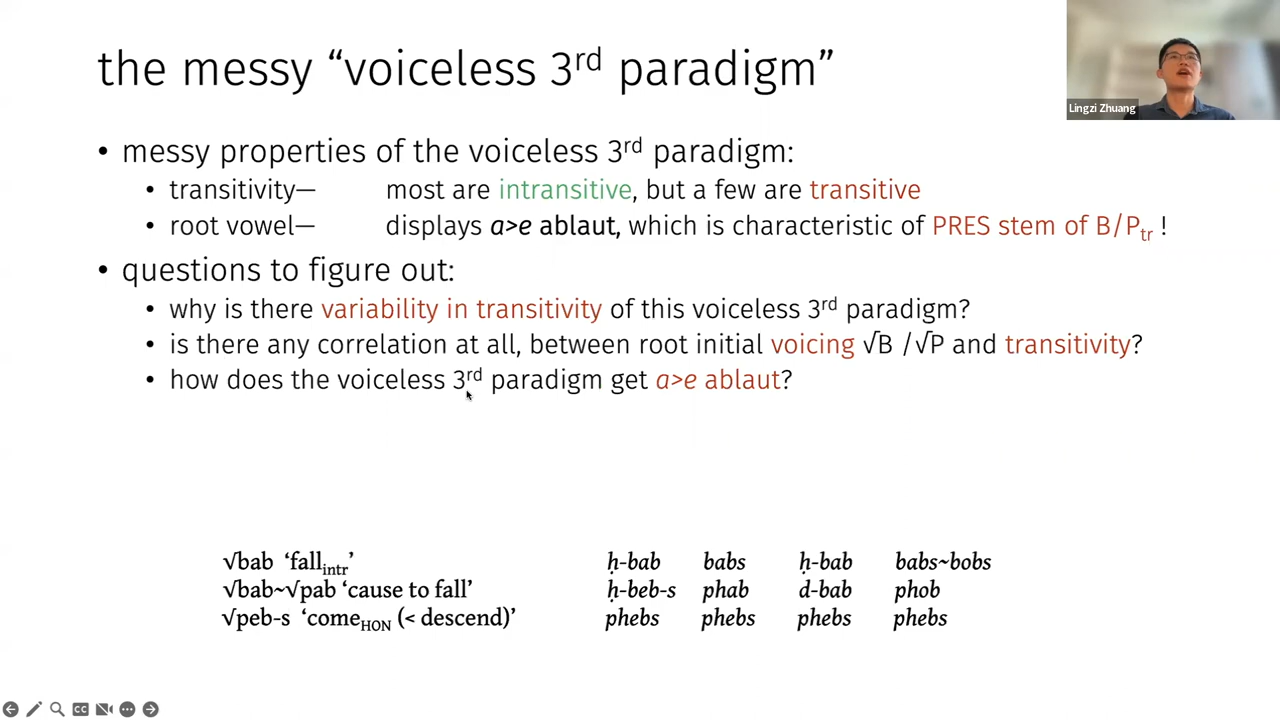 the messy “voiceless 3rd paradigm”
Lingzi Zhuang
• messy properties of the voiceless 3rd paradigm:
• transitivity— most are intransitive, but a few are transitive
• root vowel— displays a>e ablaut, which is characteristic of PRES stem of B/Ptr !
• questions to figure out:
• why is there variability in transitivity of this voiceless 3rd paradigm?
• is there any correlation at all, between root initial voicing √B /√P and transitivity?
• how does the voiceless 3rd paradigm get a>e ablaut?
√bab ‘fallintr’ ḥ-bab babs ḥ-bab babs~bobs
√bab~√pab ‘cause to fall’ ḥ-beb-s phab d-bab phob
√peb-s ‘comeHON (< descend)’ phebs phebs phebs phebs
CC